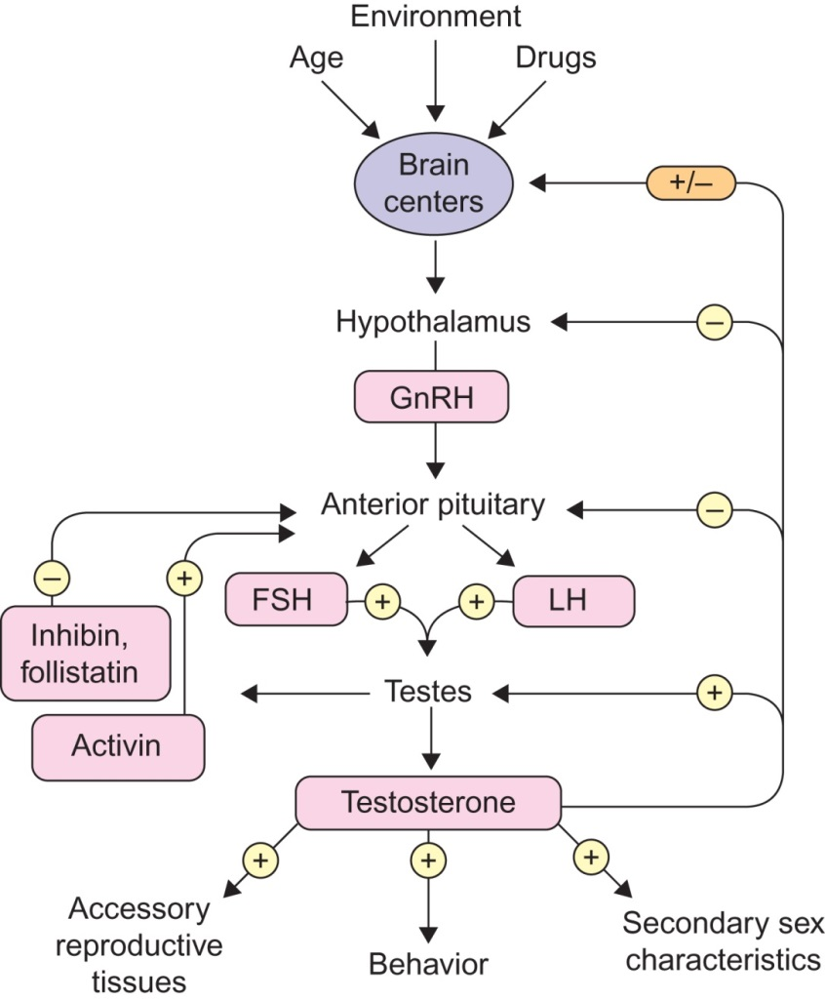 Environment
Age
Drugs
Brain
centers
+/–
Hypothalamus
–
GnRH
Anterior pituitary
–
–
+
FSH
+
+
LH
Inhibin,
follistatin
Testes
+
Activin
Testosterone
+
+
+
Accessory
reproductive
tissues
Behavior
Secondary sex
characteristics